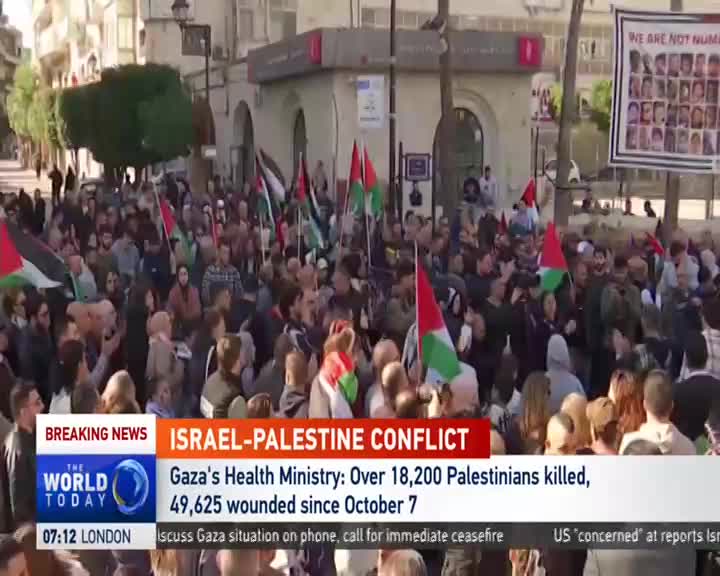 WE ARE NOT NUM
BREAKING NEWS
ISRAEL-PALESTINE CONFLICT
THE
WORLD
TODAY
Gaza's Health Ministry: Over 18,200 Palestinians killed,
49,625 wounded since October 7
07:12 LONDON
iscuss Gaza situation on phone, call for immediate ceasefire
US "concerned" at reports Isr